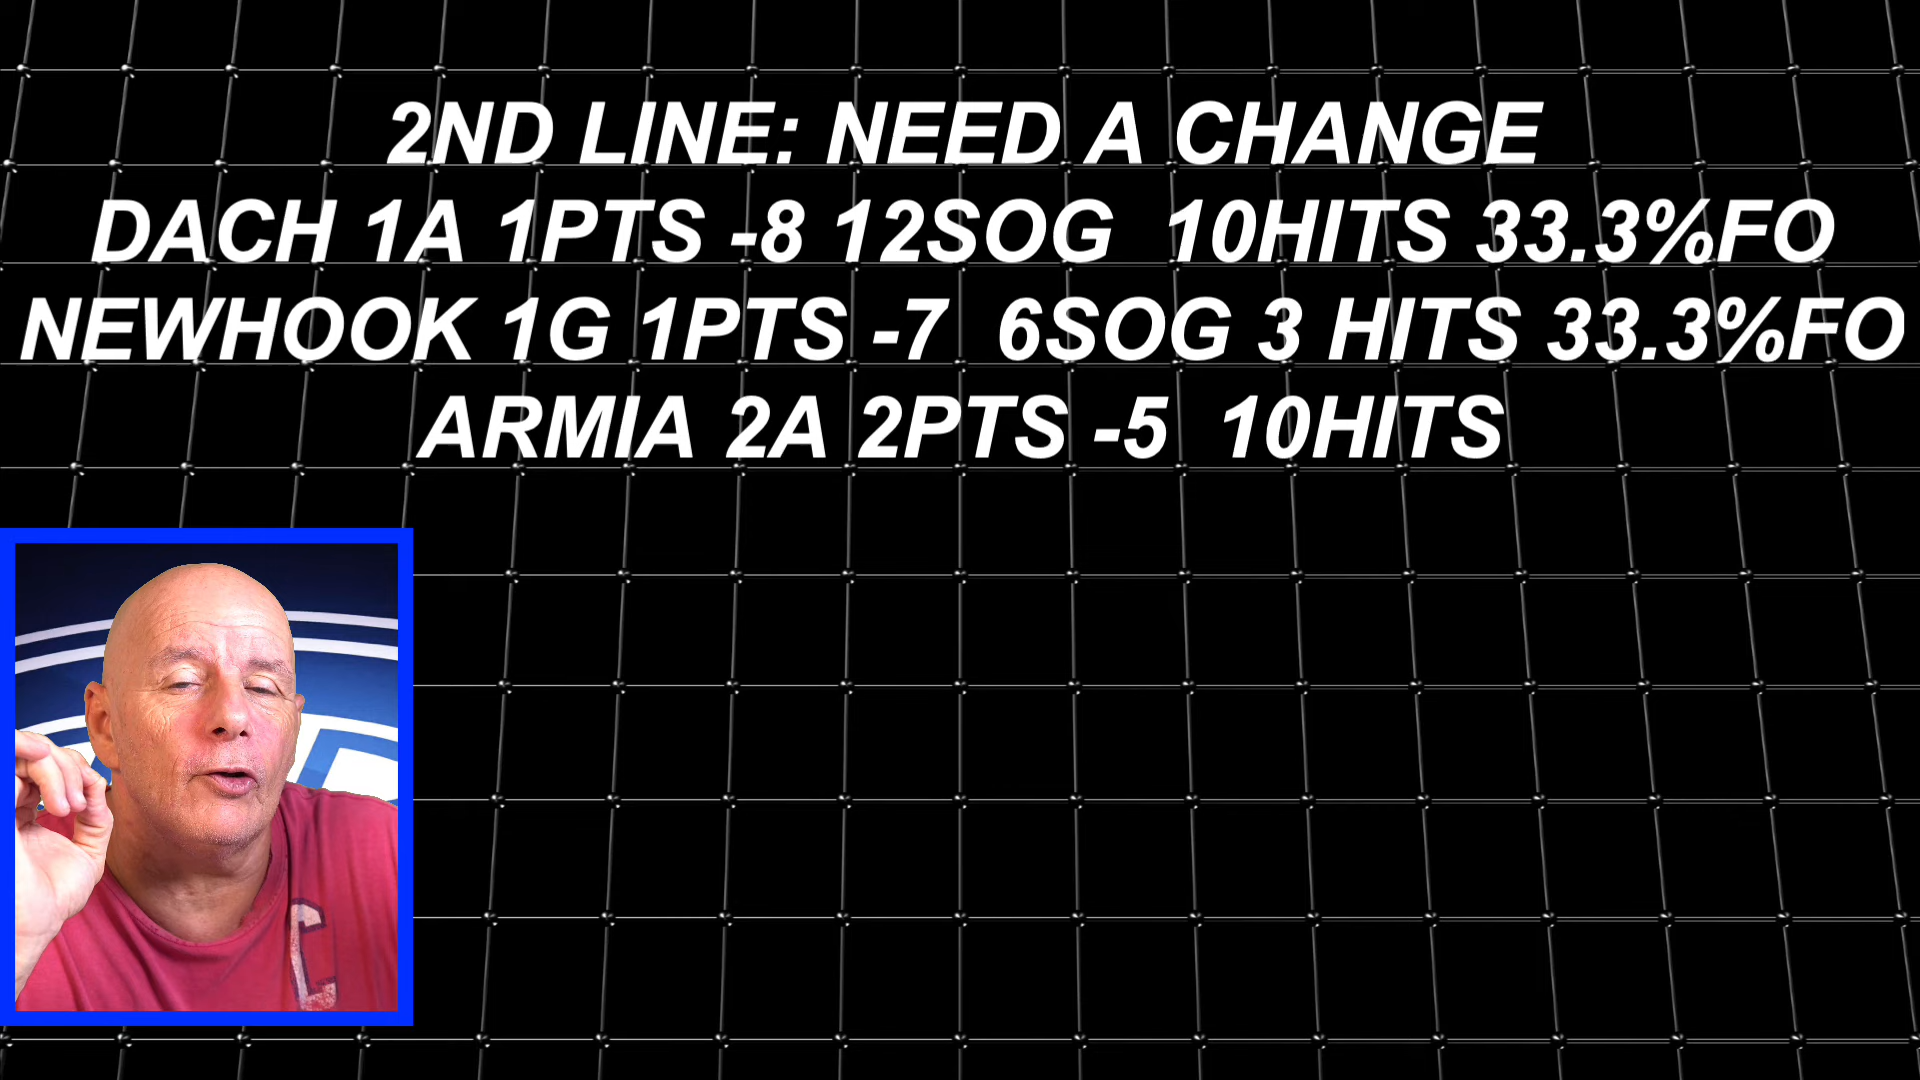 2ND LINE: NEED A CHANGE
DACH 1A 1PTS -8 12SOG 10HITS 33.3%FO
NEWHOOK 1G 1PTS -7 6SOG 3 HITS 33.3%FO
ARMIA 2A 2PTS -5 10HITS
C